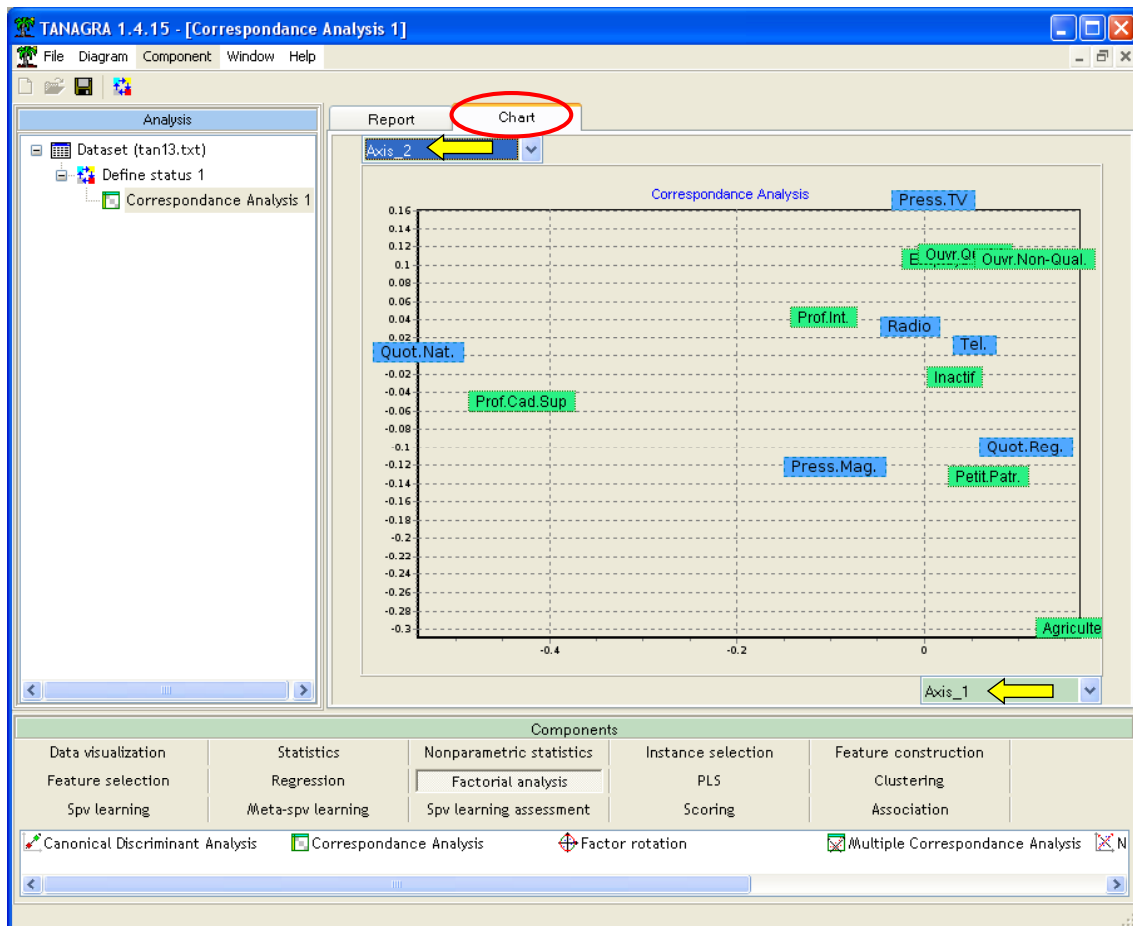 TANAGRA 1.4.15 - [Correspondance Analysis 1]
File Diagram Component Window Help
Analysis
Dataset (tan13.txt)
Define status 1
Correspondance Analysis 1
Report Chart
Axis_2
Correspondance Analysis
0.16
0.14
0.12
0.1
0.08
0.06
0.04
0.02
-0.02
-0.04
-0.06
-0.08
-0.1
-0.12
-0.14
-0.16
-0.18
-0.2
-0.22
-0.24
-0.26
-0.28
-0.3
Press.TV
Ouvr.Non-Qual.
Prof.Int.
Radio
Tel.
Quot.Nat.
Inactif
Prof.Cad.Sup
Quot.Reg.
Press.Mag.
Petit.Patr.
Agriculte
-0.4 -0.2 0
Axis_1
Components
Data visualization Statistics Nonparametric statistics Instance selection Feature construction
Feature selection Regression Factorial analysis PLS Clustering
Spv learning Meta-spv learning Spv learning assessment Scoring Association
Canonical Discriminant Analysis Correspondance Analysis Factor rotation Multiple Correspondance Analysis N